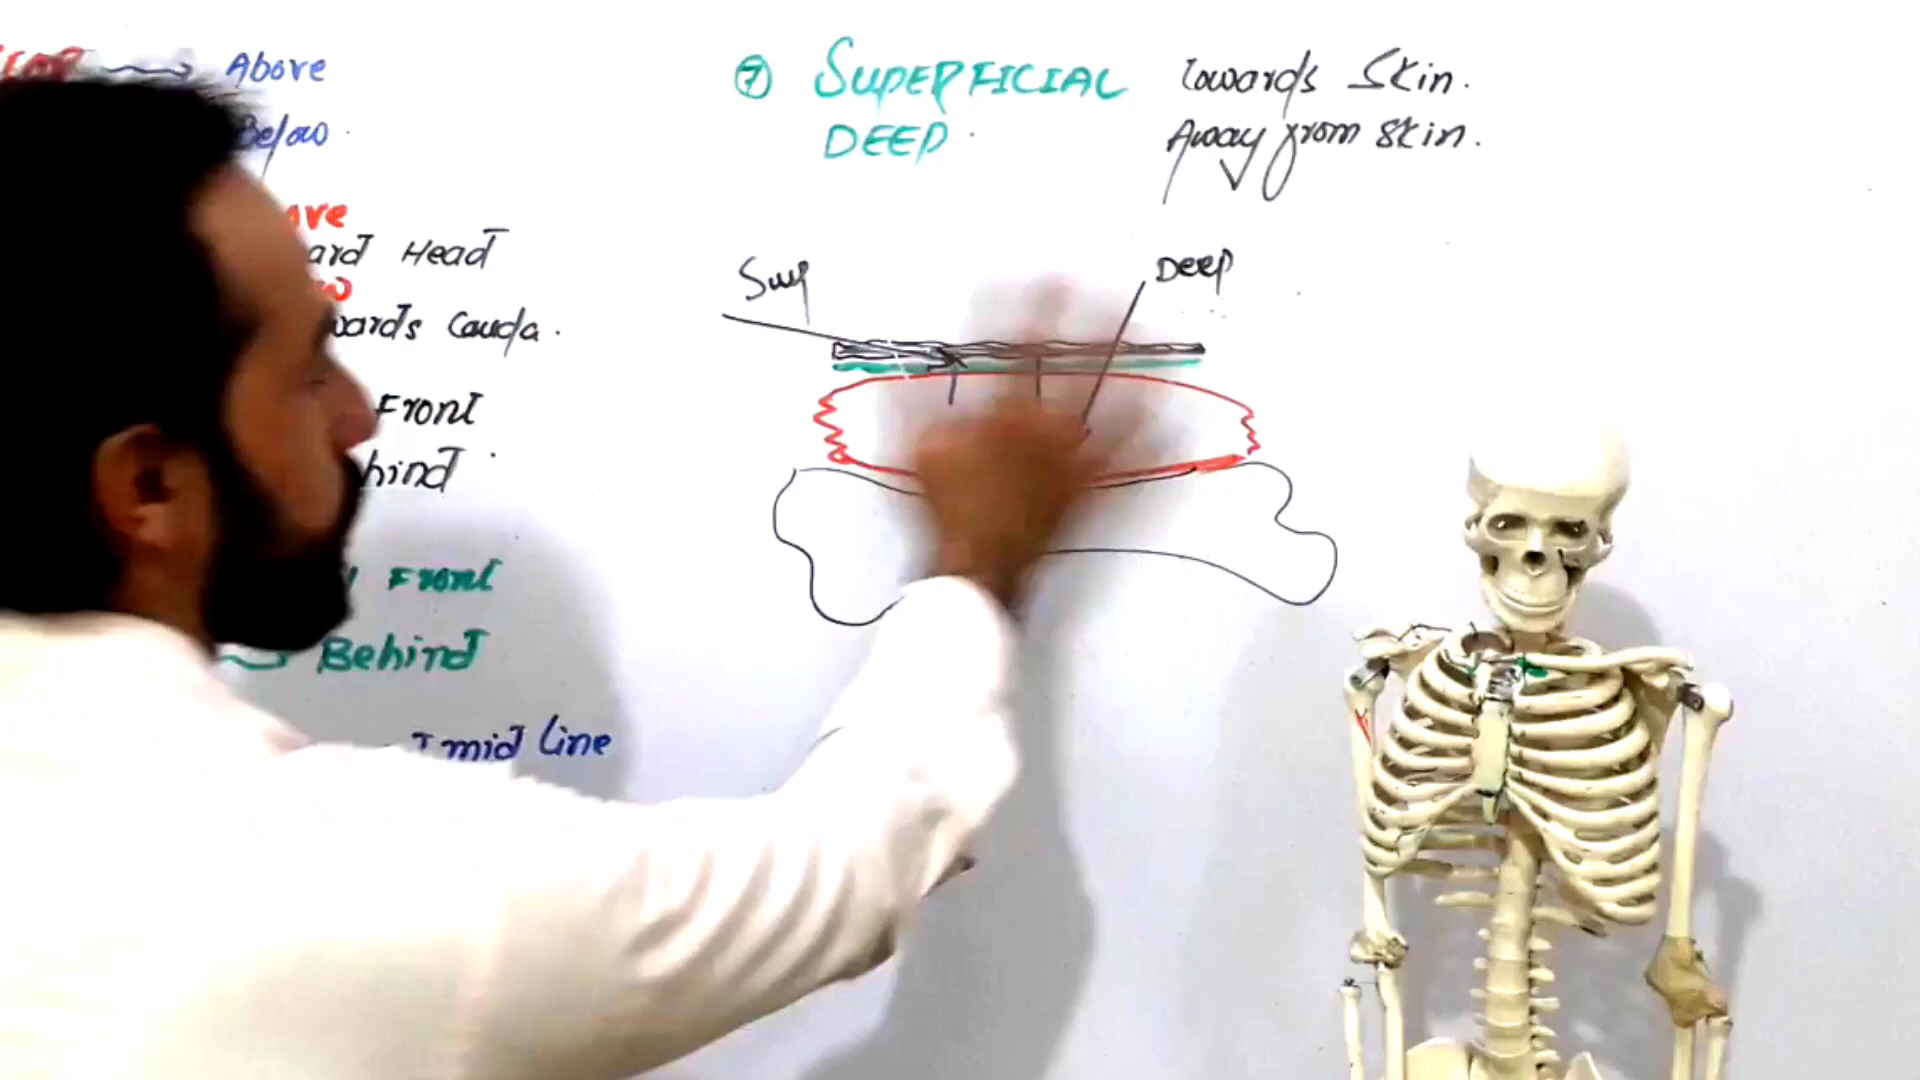 Above
Below
ard Head
wards Cauda.
Front
hind
Front
Behind
mid line
7 SUPERFICIAL towards Skin.
DEEP. Away from skin.
Deep